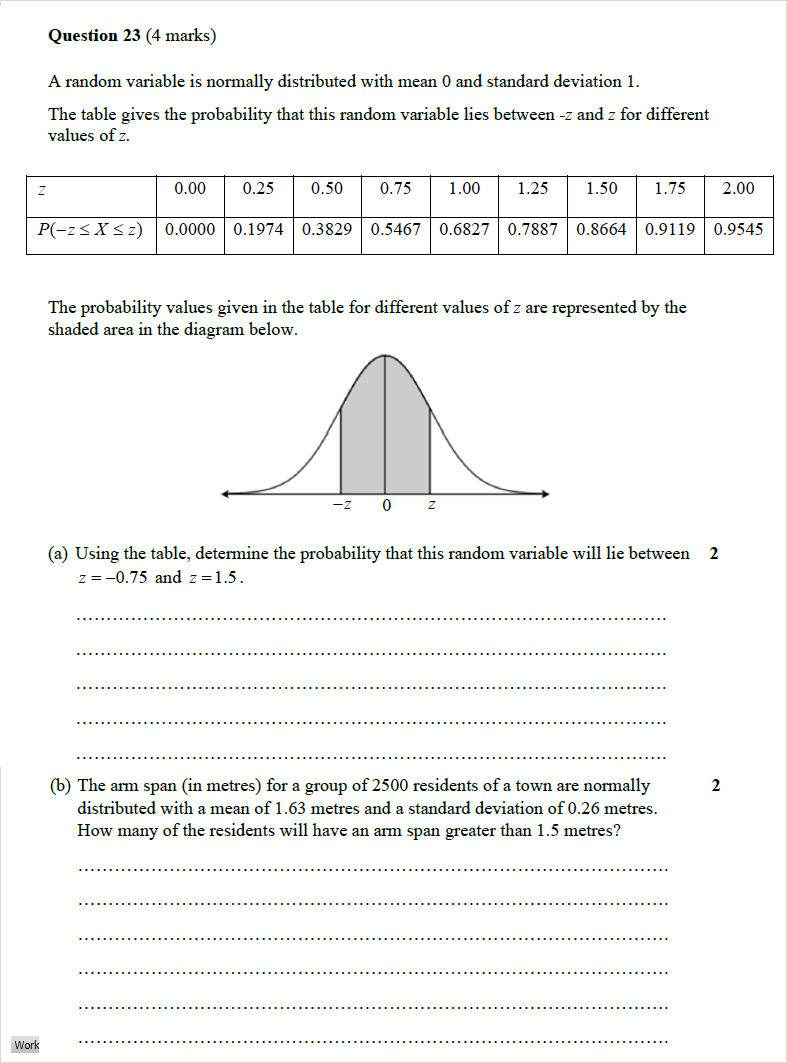 Question 23 (4 marks)
A random variable is normally distributed with mean 0 and standard deviation 1.
The table gives the probability that this random variable lies between -z and z for different
values of z.
z 0.00 0.25 0.50 0.75 1.00 1.25 1.50 1.75 2.00
P(−z ≤ X ≤ z) 0.0000 0.1974 0.3829 0.5467 0.6827 0.7887 0.8664 0.9119 0.9545
The probability values given in the table for different values of z are represented by the
shaded area in the diagram below.
−z 0 z
(a) Using the table, determine the probability that this random variable will lie between 2
z = −0.75 and z = 1.5.
(b) The arm span (in metres) for a group of 2500 residents of a town are normally 2
distributed with a mean of 1.63 metres and a standard deviation of 0.26 metres.
How many of the residents will have an arm span greater than 1.5 metres?
Work